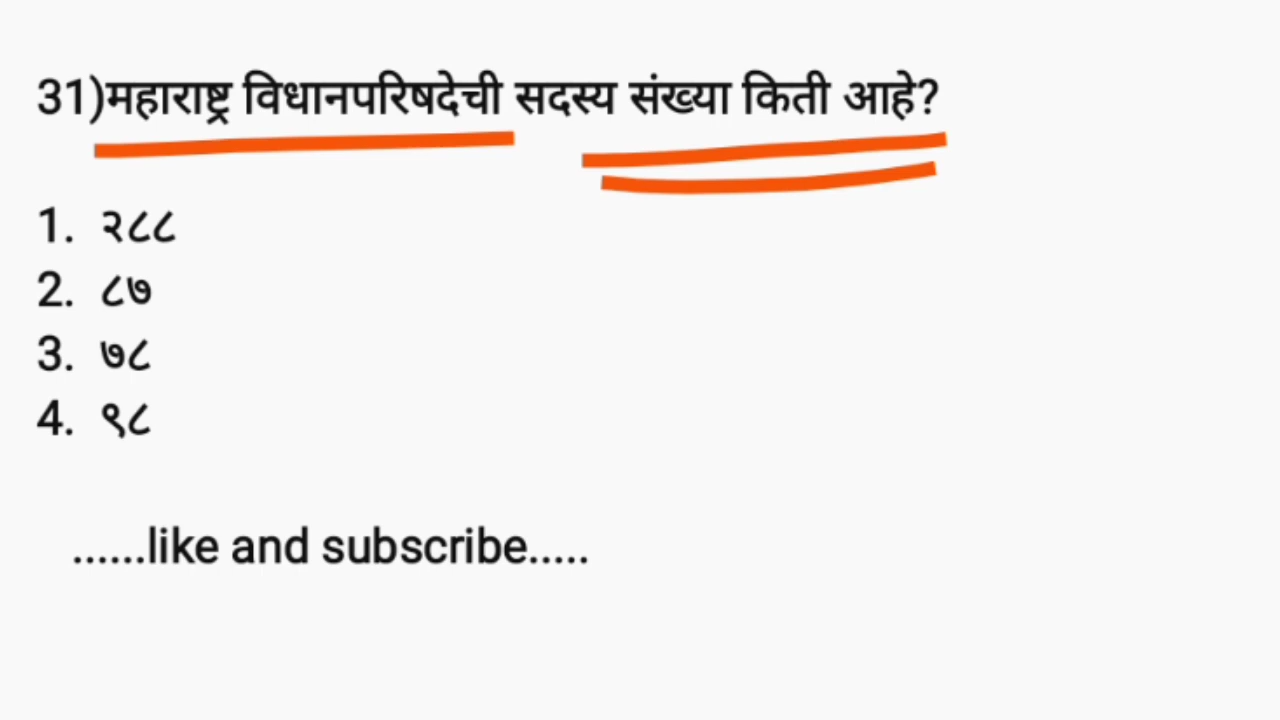 31)महाराष्ट्र विधानपरिषदेची सदस्य संख्या किती आहे?
1. २८८
2. ८७
3. ७८
4. ९८
......like and subscribe.....